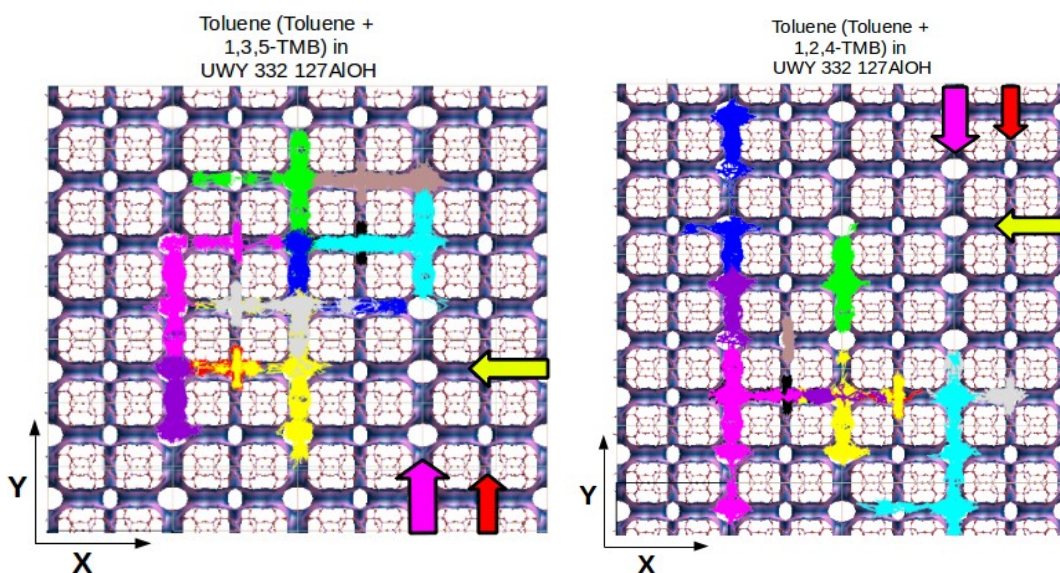 Toluene (Toluene +
1,3,5-TMB) in
UWY 332 127AlOH
Y
X
Toluene (Toluene +
1,2,4-TMB) in
UWY 332 127AlOH
Y
X